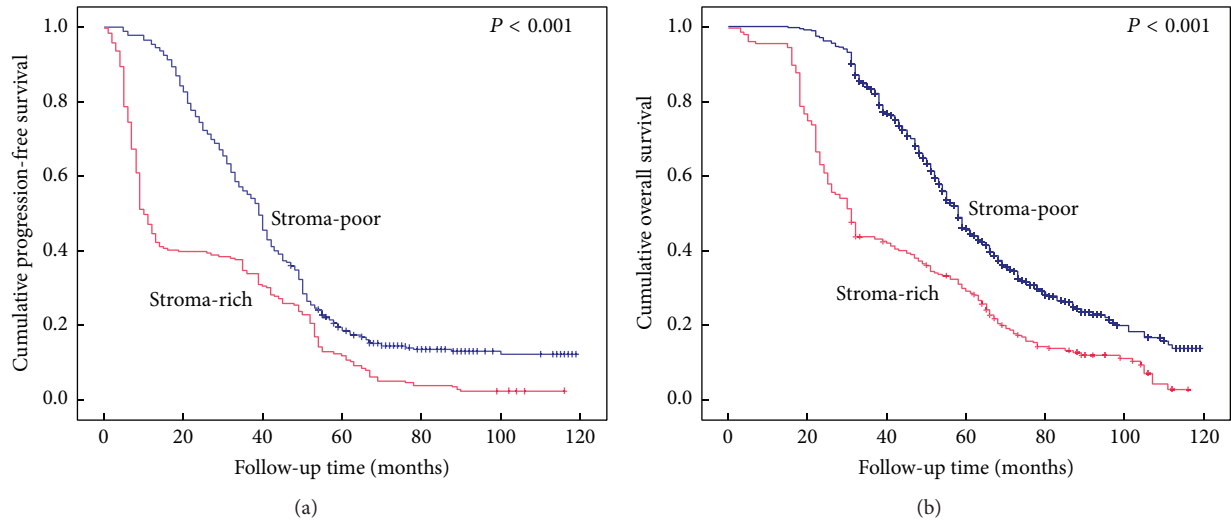 P < 0.001
Cumulative progression-free survival
1.0
0.8
0.6
0.4
0.2
0.0
Stroma-poor
Stroma-rich
0 20 40 60 80 100 120
Follow-up time (months)
(a)
P < 0.001
Cumulative overall survival
1.0
0.8
0.6
0.4
0.2
0.0
Stroma-poor
Stroma-rich
0 20 40 60 80 100 120
Follow-up time (months)
(b)